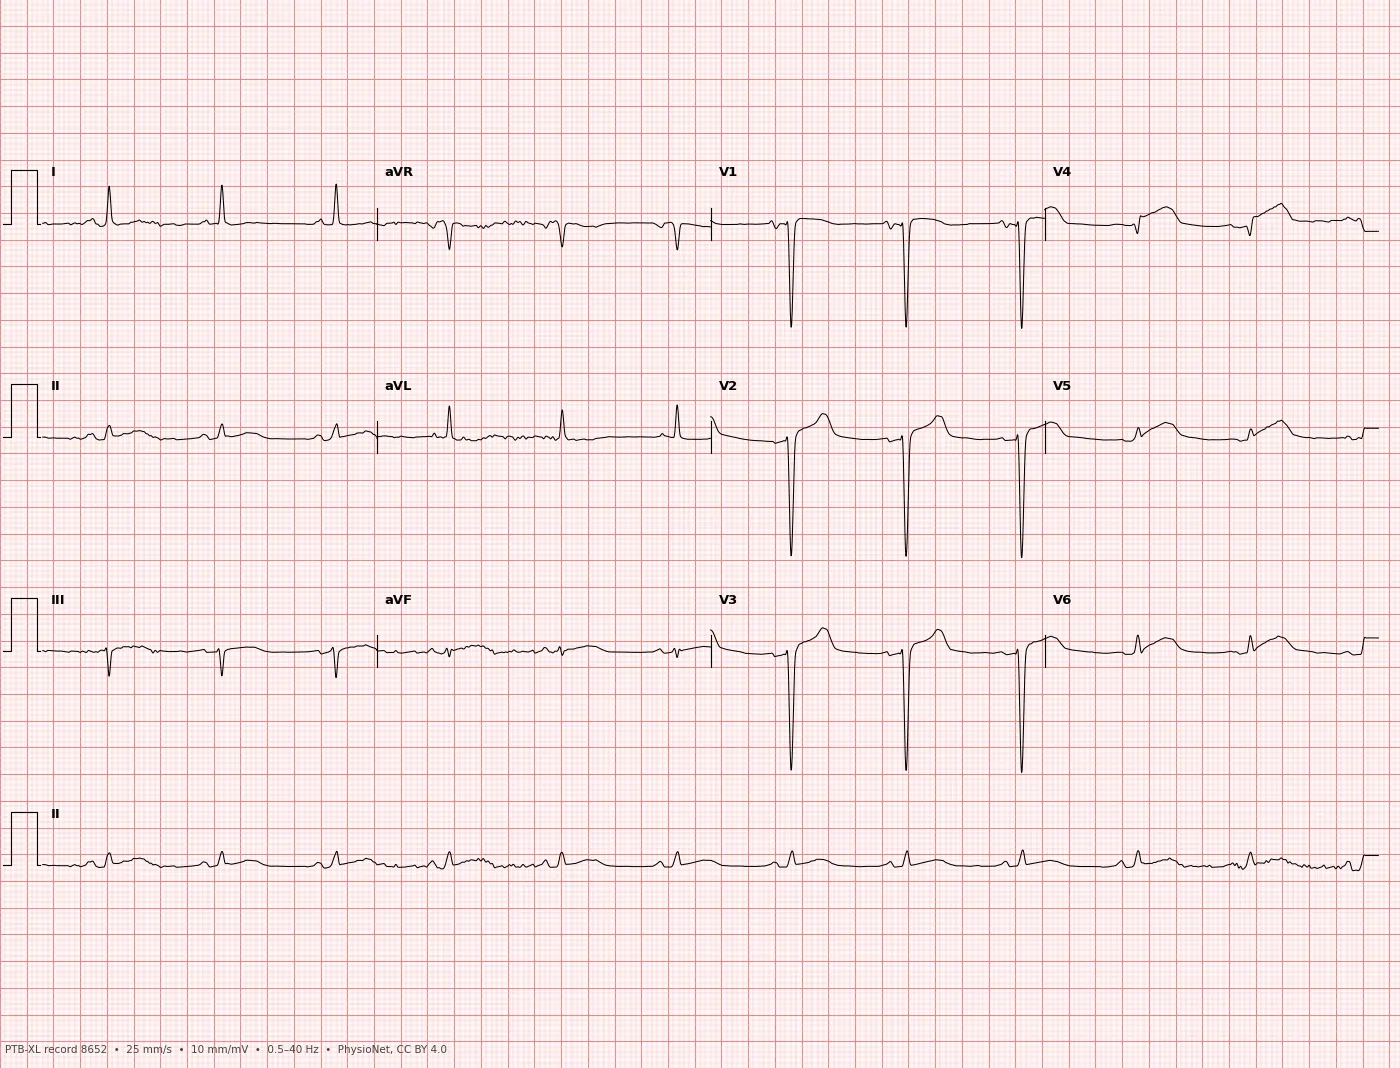 I aVR V1 V4
II aVL V2 V5
III aVF V3 V6
II
PTB-XL record 8652 • 25 mm/s • 10 mm/mV • 0.5–40 Hz • PhysioNet, CC BY 4.0